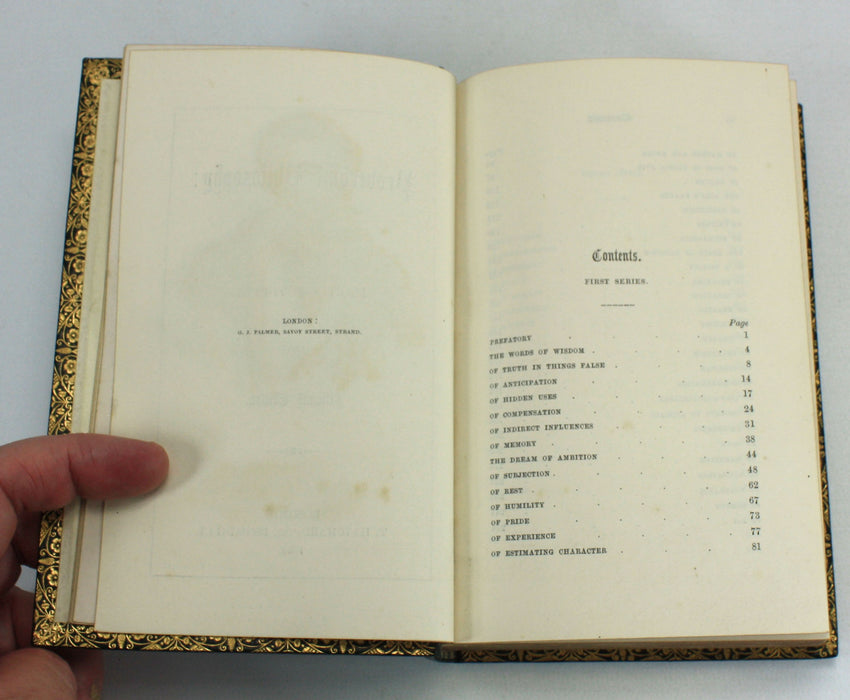 LONDON:
G. J. PALMER, SAVOY STREET, STRAND.
Contents.
FIRST SERIES.
Page
PREFATORY 1
THE WORDS OF WISDOM 4
OF TRUTH IN THINGS FALSE 8
OF ANTICIPATION 14
OF HIDDEN USES 17
OF COMPENSATION 24
OF INDIRECT INFLUENCES 31
OF MEMORY 38
THE DREAM OF AMBITION 44
OF SUBJECTION 48
OF REST 62
OF HUMILITY 67
OF PRIDE 73
OF EXPERIENCE 77
OF ESTIMATING CHARACTER 81